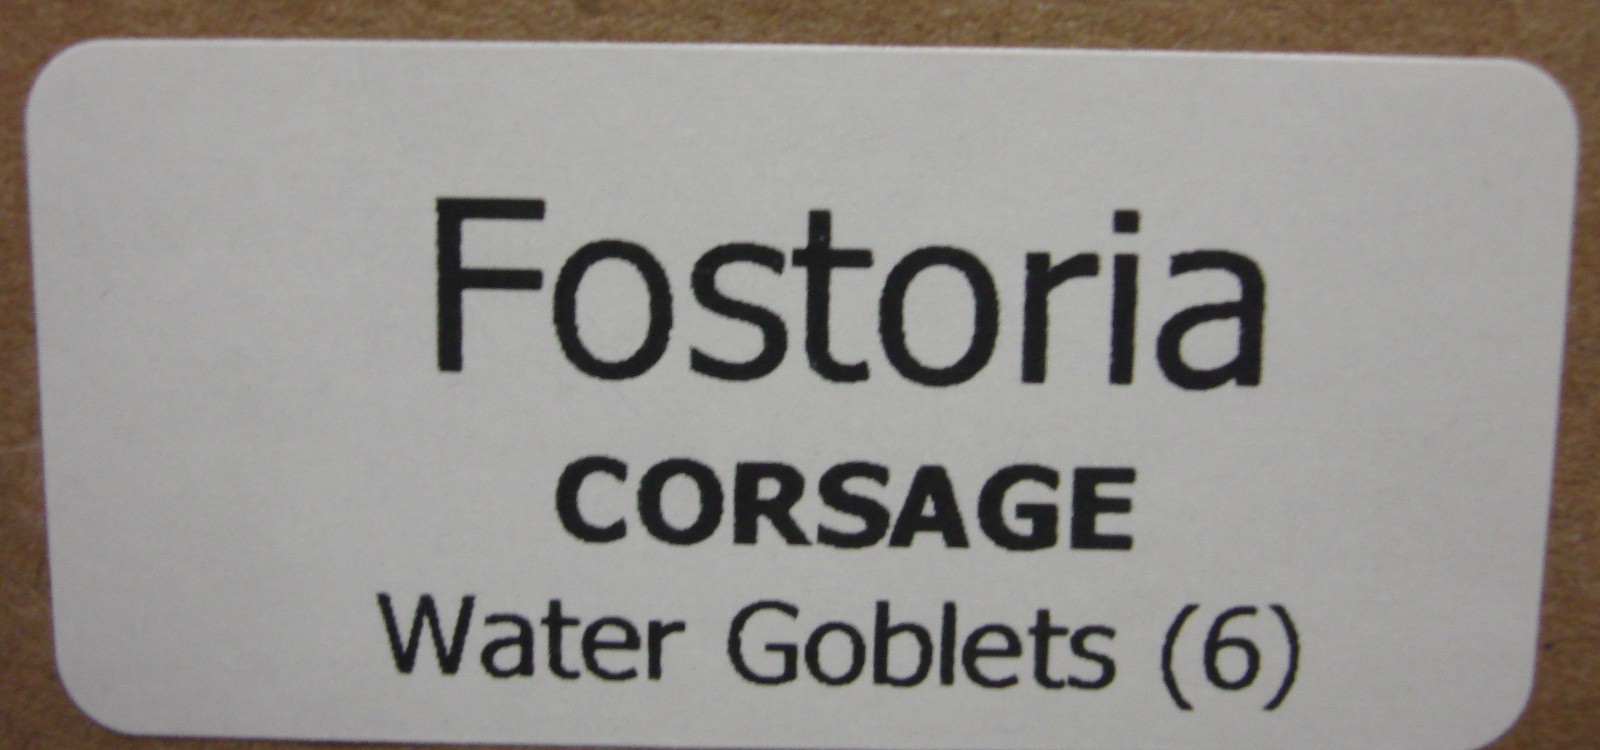 Fostoria
CORSAGE
Water Goblets (6)